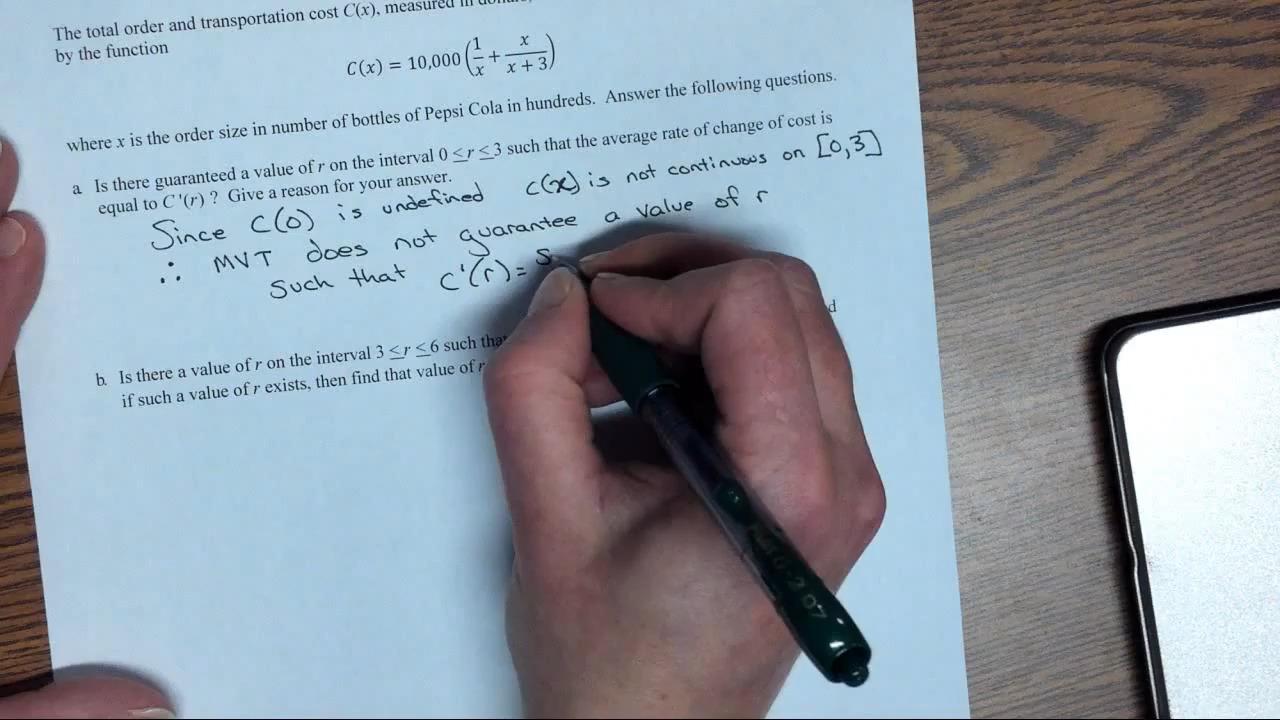 The total order and transportation cost C(x), measured in
by the function
C(x) = 10,000 (1/x + x/(x + 3))
where x is the order size in number of bottles of Pepsi Cola in hundreds. Answer the following questions.
a Is there guaranteed a value of r on the interval 0 ≤ r ≤ 3 such that the average rate of change of cost is
equal to C'(r) ? Give a reason for your answer.
Since C(0) is undefined C(x) is not continuous on [0,3]
∴ MVT does not guarantee a value of r
such that C'(r) = s
b. Is there a value of r on the interval 3 ≤ r ≤ 6 such
if such a value of r exists, then find that value of r